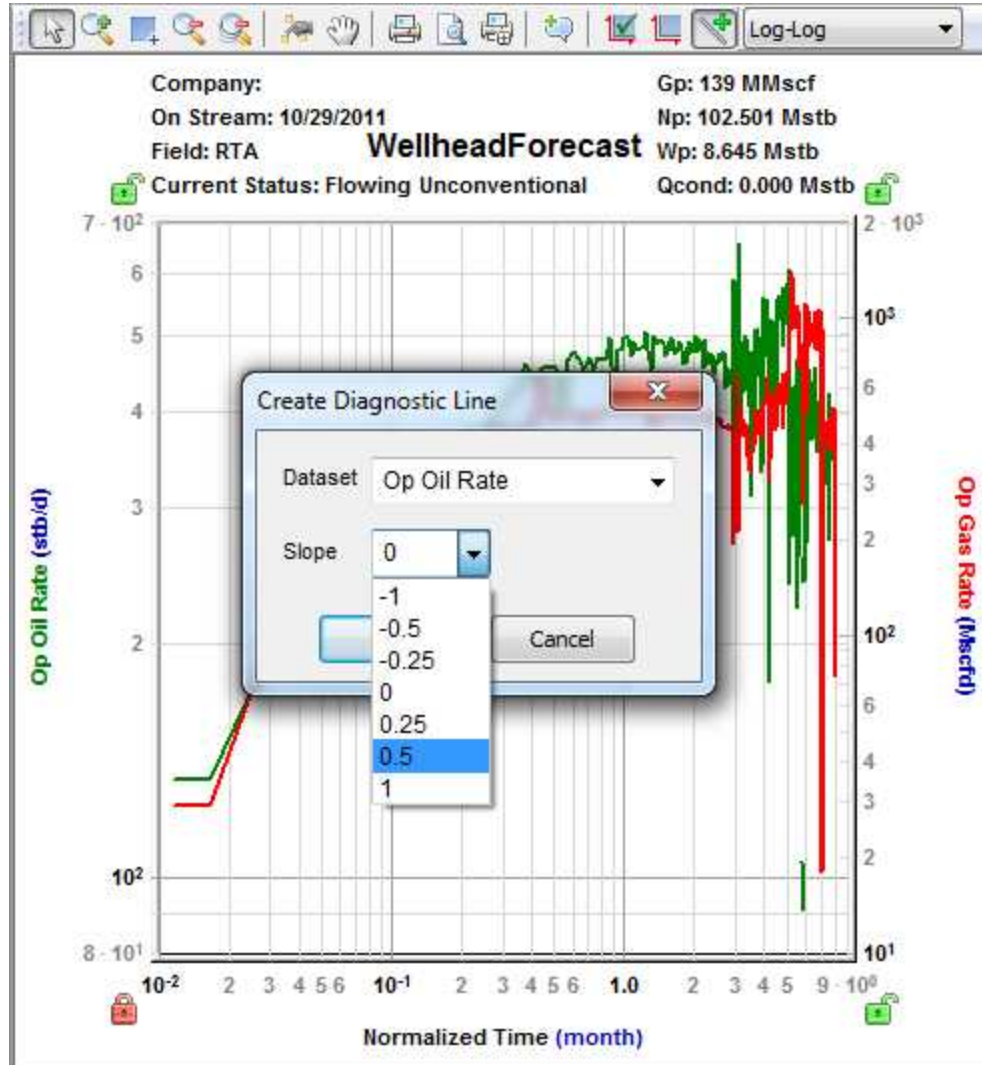 Log-Log
Company:
Gp: 139 MMscf
On Stream: 10/29/2011
Np: 102.501 Mstb
Field: RTA
WellheadForecast
Wp: 8.645 Mstb
Current Status: Flowing Unconventional
Qcond: 0.000 Mstb
7 · 10²
6
5
4
3
2
10²
8 · 10¹
Op Oil Rate (stb/d)
Create Diagnostic Line
X
Dataset
Op Oil Rate
Slope
0
-1
-0.5
-0.25
0
0.25
0.5
1
Cancel
2 · 10³
10³
6
4
3
2
10²
6
4
3
2
10¹
Op Gas Rate (Mscfd)
10⁻² 2 3 4 5 6 10⁻¹ 2 3 4 5 6 1.0 2 3 4 5 9 · 10⁰
Normalized Time (month)